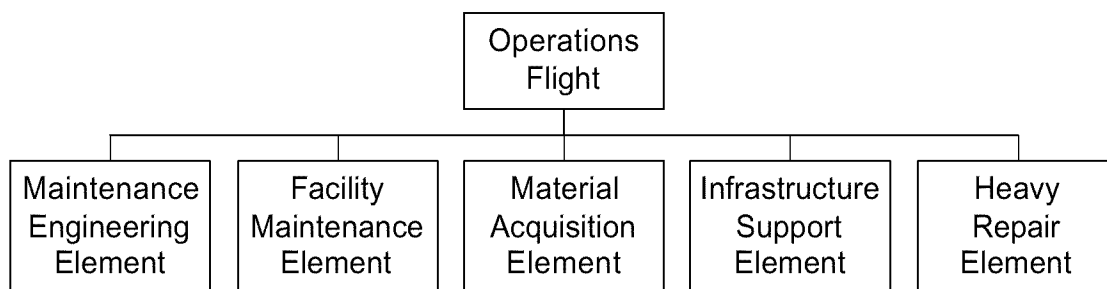 Operations
Flight
Maintenance
Engineering
Element
Facility
Maintenance
Element
Material
Acquisition
Element
Infrastructure
Support
Element
Heavy
Repair
Element